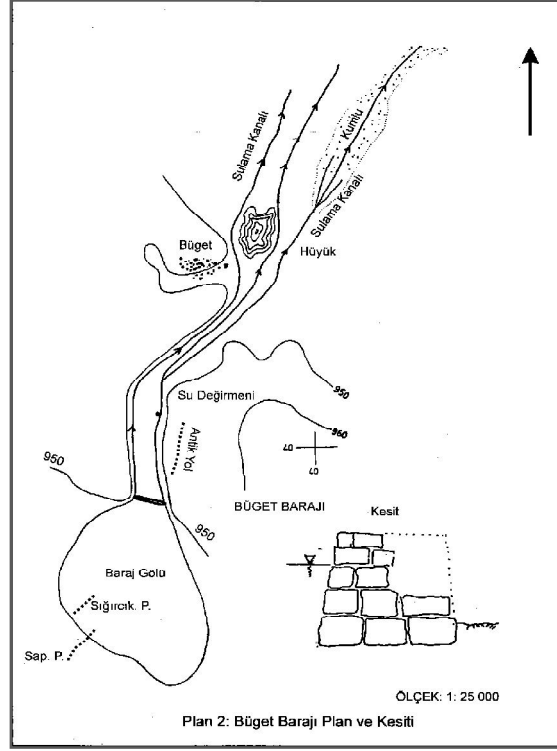 Sulama Kanalı
Kumlu
Sulama Kanalı
Büget
Hüyük
Su Değirmeni
950
Antik Yol
960
40
40
950
BÜGET BARAJI
Kesit
950
Baraj Gölü
Sığırcık. P.
Sap. P.
ÖLÇEK: 1: 25 000
Plan 2: Büget Barajı Plan ve Kesiti